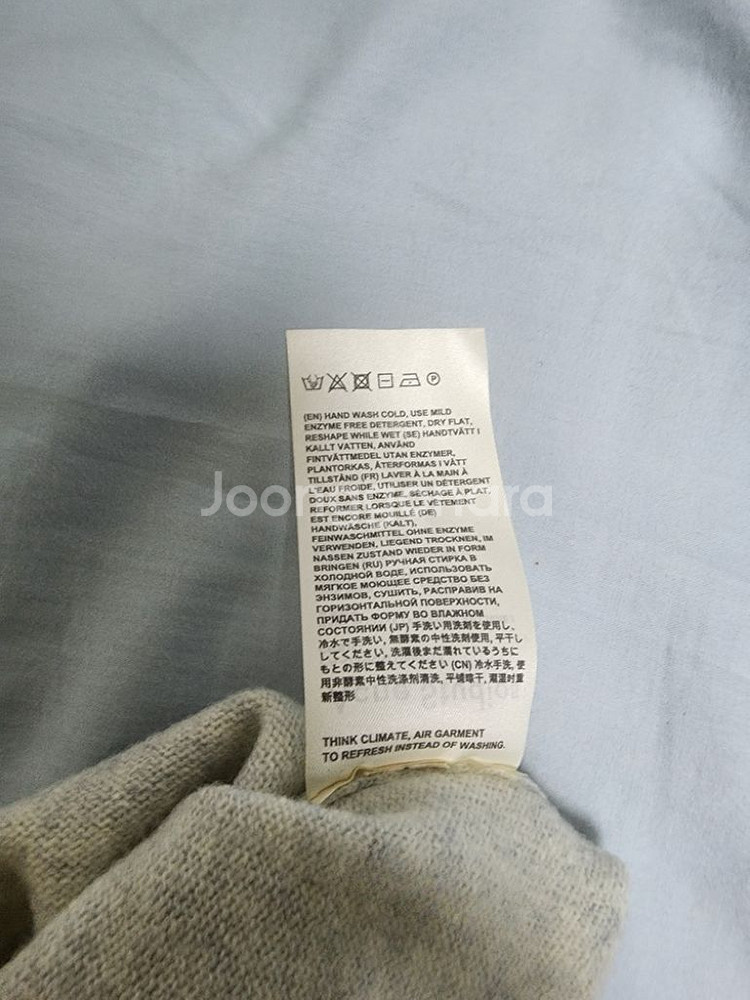 (EN) HAND WASH COLD, USE MILD
ENZYME FREE DETERGENT, DRY FLAT,
RESHAPE WHILE WET (SE) HANDTVÄTT I
KALLT VATTEN, ANVÄND
FINTVÄTTMEDEL UTAN ENZYMER,
PLANTORKAS, ÅTERFORMAS I VÅTT
TILLSTÅND (FR) LAVER À LA MAIN À
L'EAU FROIDE, UTILISER UN DÉTERGENT
DOUX SANS ENZYME, SÉCHAGE À PLAT,
REFORMER LORSQUE LE VÊTEMENT
EST ENCORE MOUILLÉ (DE)
HANDWÄSCHE (KALT),
FEINWASCHMITTEL OHNE ENZYME
VERWENDEN, LIEGEND TROCKNEN, IM
NASSEN ZUSTAND WIEDER IN FORM
BRINGEN (RU) РУЧНАЯ СТИРКА В
ХОЛОДНОЙ ВОДЕ, ИСПОЛЬЗОВАТЬ
МЯГКОЕ МОЮЩЕЕ СРЕДСТВО БЕЗ
ЭНЗИМОВ, СУШИТЬ, РАСПРАВИВ НА
ГОРИЗОНТАЛЬНОЙ ПОВЕРХНОСТИ,
ПРИДАТЬ ФОРМУ ВО ВЛАЖНОМ
СОСТОЯНИИ (JP) 手洗い用洗剤を使用し、
冷水で手洗い, 無酵素の中性洗剤使用, 平干し
してください, 洗濯後まだ濡れているうちに
もとの形に整えてください (CN) 冷水手洗, 使
用非酵素中性洗涤剂清洗, 平铺晾干, 潮湿时重
新整形
THINK CLIMATE, AIR GARMENT
TO REFRESH INSTEAD OF WASHING.